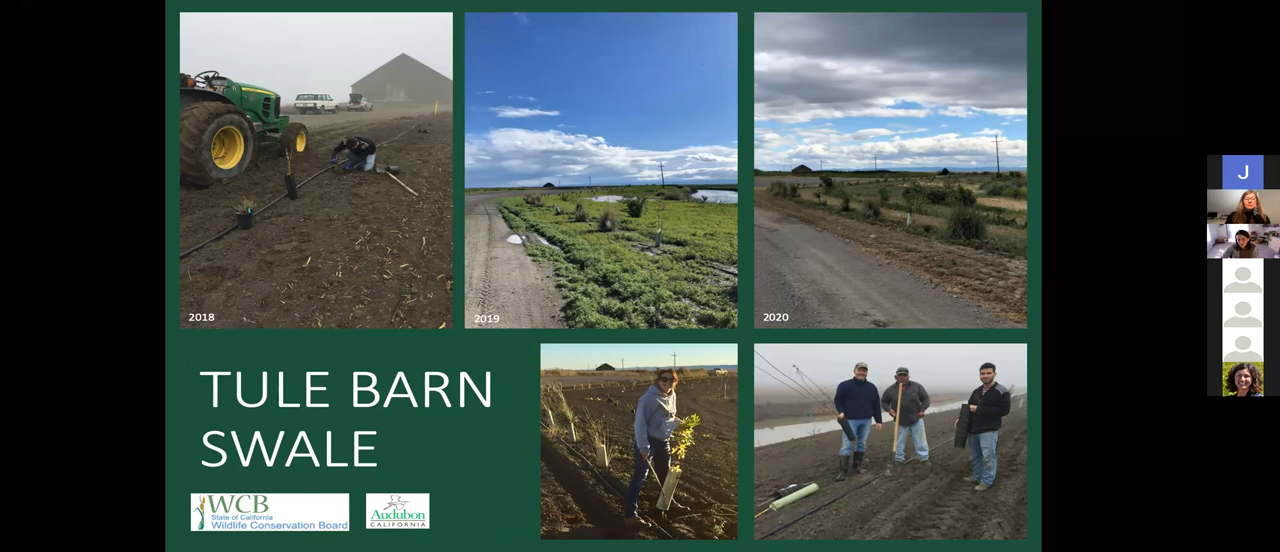 2018
2019
2020
TULE BARN
SWALE
WCB
State of California
Wildlife Conservation Board
Audubon
CALIFORNIA
J